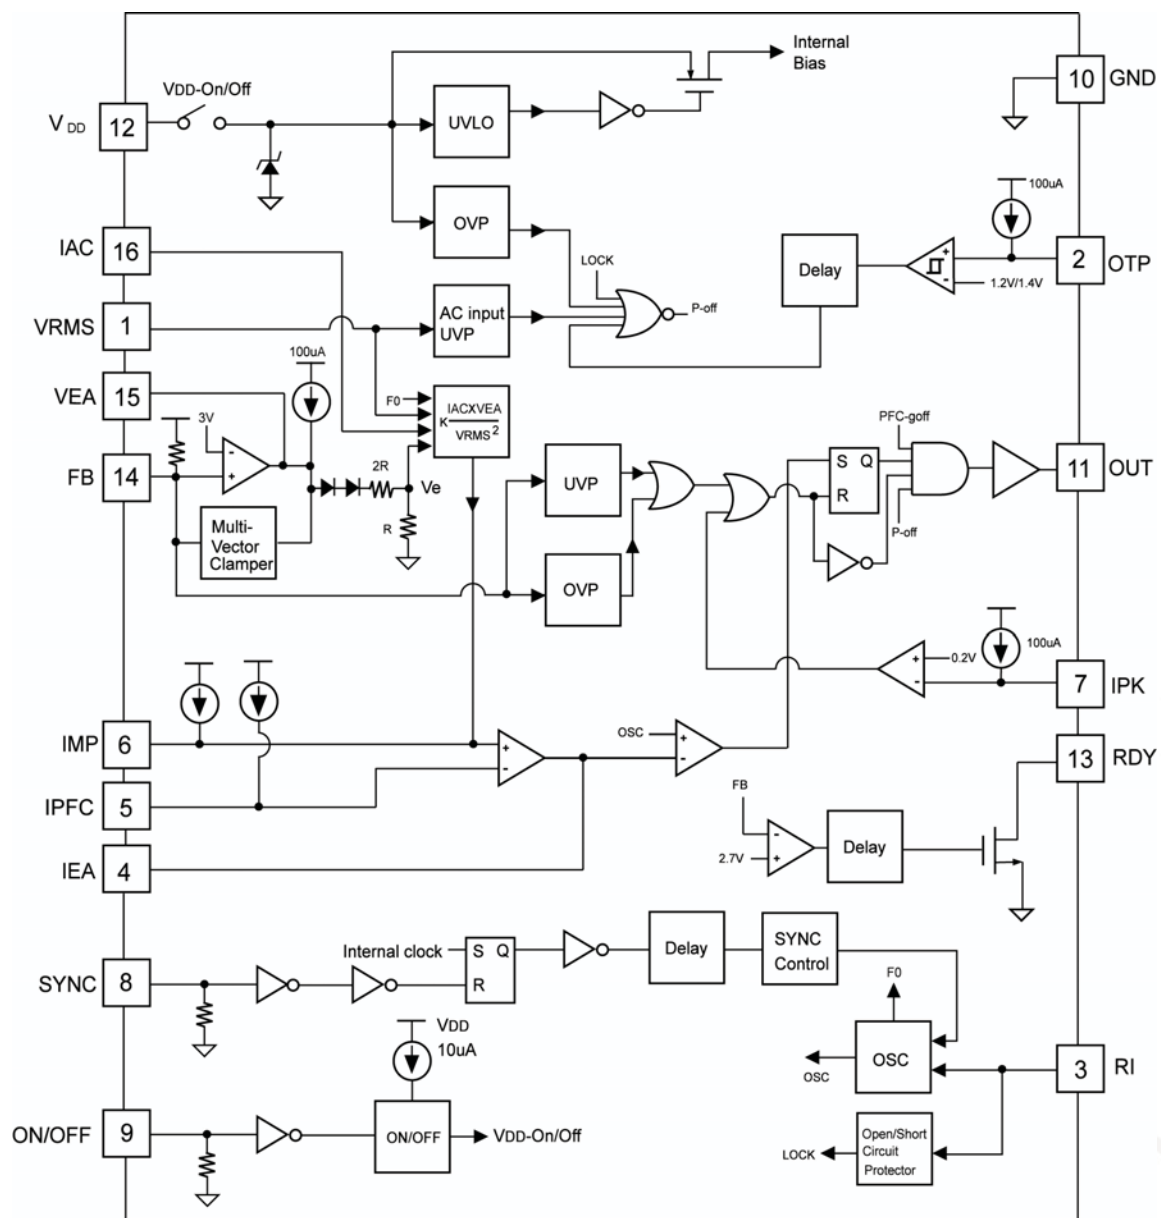 Internal
Bias
10
GND
VDD-On/Off
V DD
12
UVLO
100uA
OVP
IAC
16
LOCK
Delay
+
-
1.2V/1.4V
2
OTP
VRMS
1
AC input
UVP
P-off
100uA
VEA
15
F0
K IACXVEA
VRMS 2
3V
-
+
FB
14
2R
Ve
R
Multi-
Vector
Clamper
UVP
OVP
S Q
R
PFC-goff
P-off
11
OUT
100uA
+
0.2V
-
7
IPK
IMP
6
+
-
OSC
+
-
13
RDY
IPFC
5
FB
-
2.7V
+
Delay
IEA
4
Internal clock
S Q
R
Delay
SYNC
Control
SYNC
8
F0
VDD
10uA
OSC
OSC
3
RI
ON/OFF
9
ON/OFF
VDD-On/Off
LOCK
Open/Short
Circuit
Protector